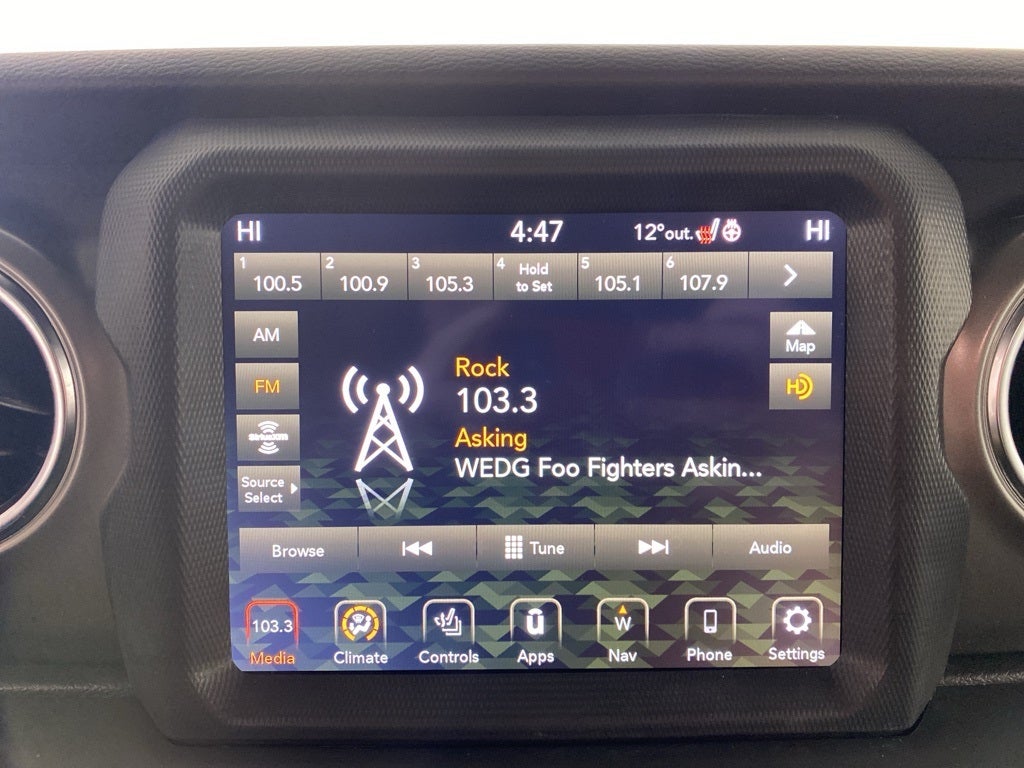 HI 4:47 12°out. HI
1 100.5 2 100.9 3 105.3 4 Hold to Set 5 105.1 6 107.9
AM
Map
FM
HD
SiriusXM
Source
Select
Rock
103.3
Asking
WEDG Foo Fighters Askin...
Browse Tune Audio
103.3 u W
Media Climate Controls Apps Nav Phone Settings